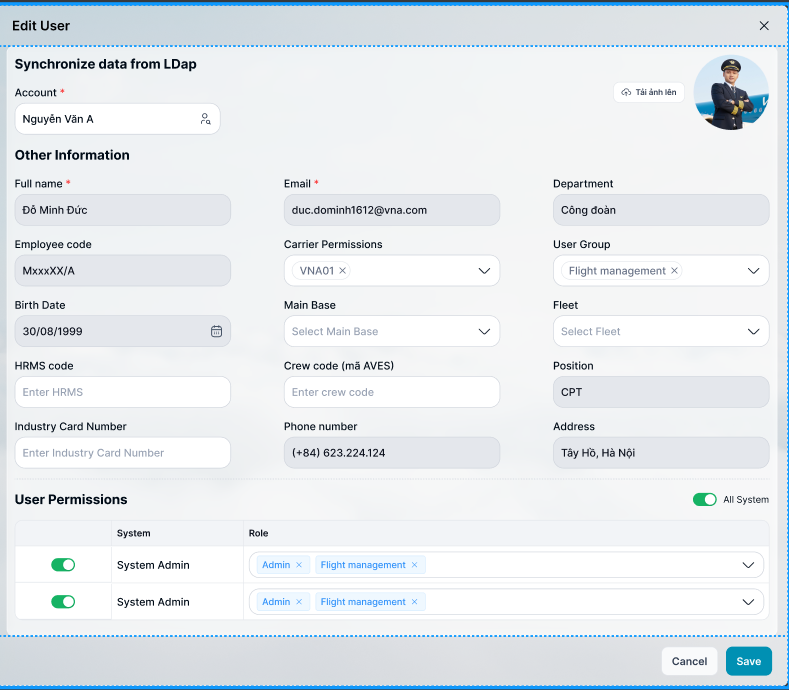 Edit User
Synchronize data from LDap
Account *
Tải ảnh lên
Nguyễn Văn A
Other Information
Full name * Email * Department
Đỗ Minh Đức duc.dominh1612@vna.com Công đoàn
Employee code Carrier Permissions User Group
MxxxXX/A VNA01 Flight management
Birth Date Main Base Fleet
30/08/1999 Select Main Base Select Fleet
HRMS code Crew code (mã AVES) Position
Enter HRMS Enter crew code CPT
Industry Card Number Phone number Address
Enter Industry Card Number (+84) 623.224.124 Tây Hồ, Hà Nội
User Permissions All System
System Role
System Admin Admin Flight management
System Admin Admin Flight management
Cancel Save